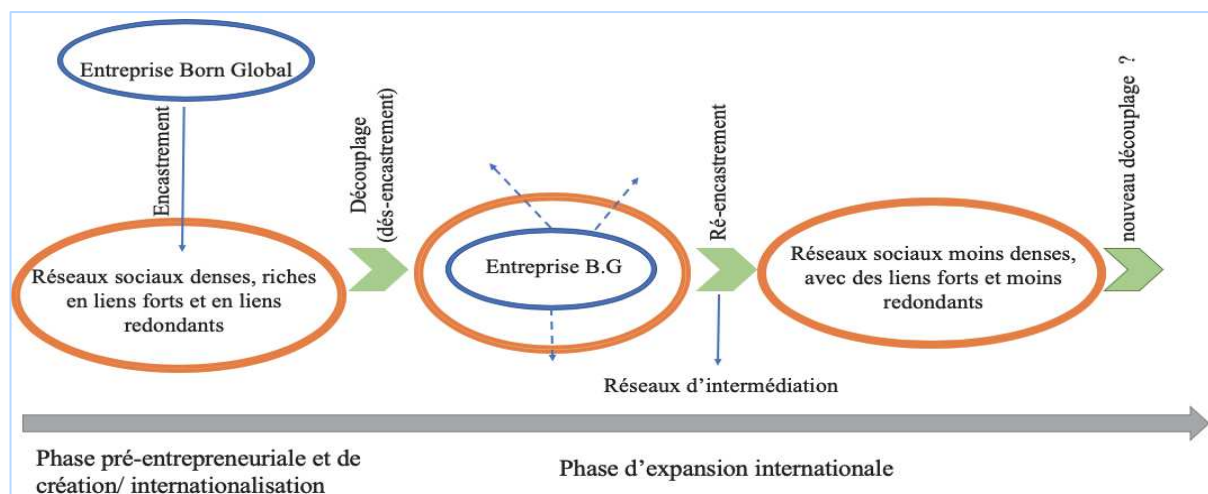 Entreprise Born Global
Encastrement
Réseaux sociaux denses, riches
en liens forts et en liens
redondants
Découplage
(dés-encastrement)
Entreprise B.G
Ré-encastrement
Réseaux d'intermédiation
Réseaux sociaux moins denses,
avec des liens forts et moins
redondants
nouveau découplage ?
Phase pré-entrepreneuriale et de
création/ internationalisation
Phase d'expansion internationale